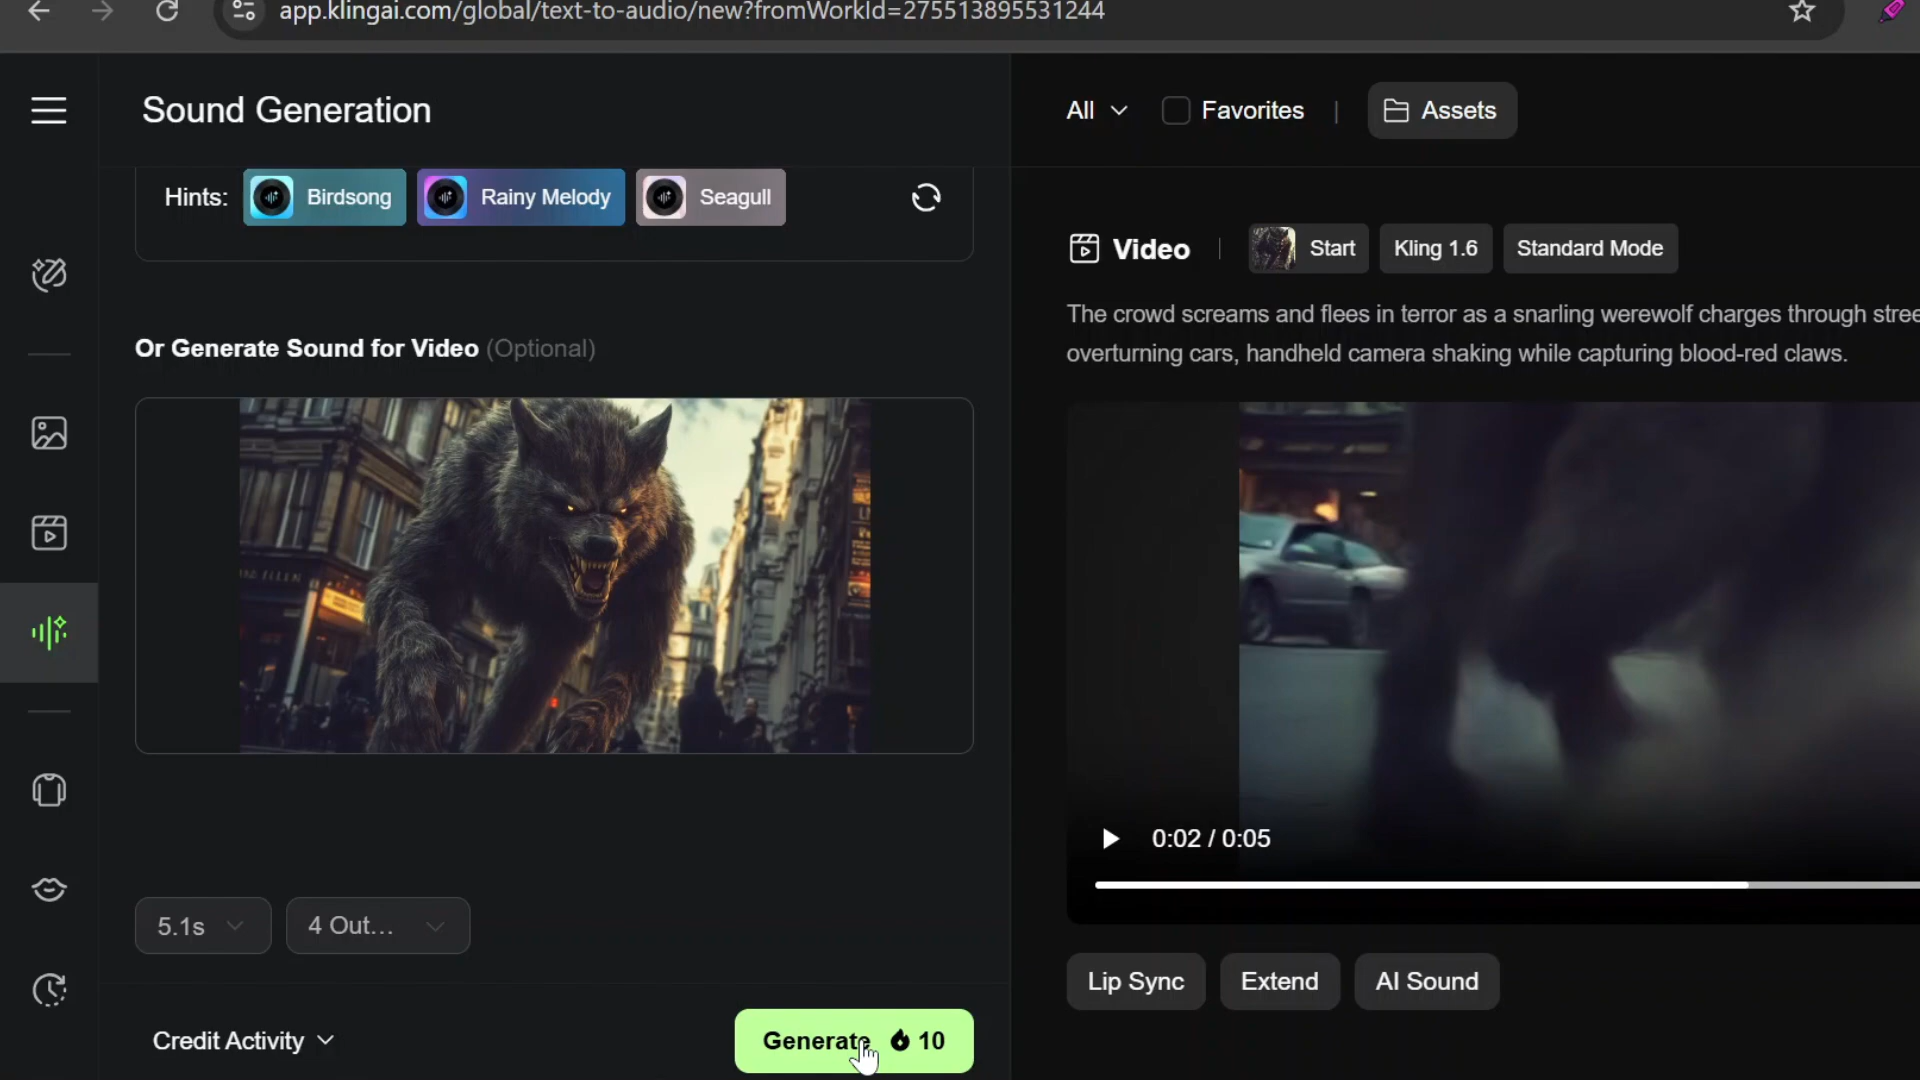 app.klingai.com/global/text-to-audio/new?fromWorkId=275513895531244
Sound Generation
Hints:
Birdsong
Rainy Melody
Seagull
Or Generate Sound for Video (Optional)
5.1s
4 Out...
Credit Activity
Generate
10
All
Favorites
Assets
Video
Start
Kling 1.6
Standard Mode
The crowd screams and flees in terror as a snarling werewolf charges through stree
overturning cars, handheld camera shaking while capturing blood-red claws.
0:02 / 0:05
Lip Sync
Extend
AI Sound